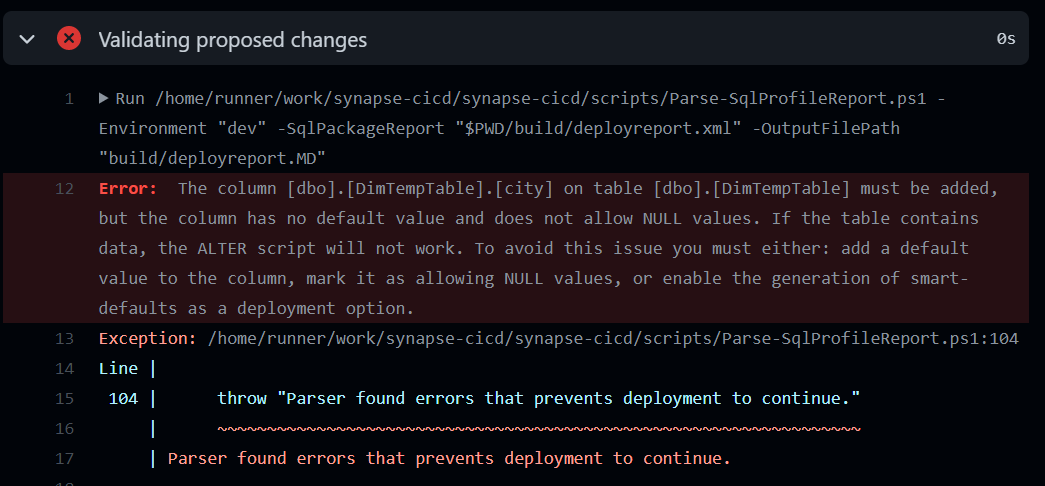 Validating proposed changes 0s
1 Run /home/runner/work/synapse-cicd/synapse-cicd/scripts/Parse-SqlProfileReport.ps1 -
Environment "dev" -SqlPackageReport "$PWD/build/deployreport.xml" -OutputFilePath
"build/deployreport.MD"
12 Error: The column [dbo].[DimTempTable].[city] on table [dbo].[DimTempTable] must be added,
but the column has no default value and does not allow NULL values. If the table contains
data, the ALTER script will not work. To avoid this issue you must either: add a default
value to the column, mark it as allowing NULL values, or enable the generation of smart-
defaults as a deployment option.
13 Exception: /home/runner/work/synapse-cicd/synapse-cicd/scripts/Parse-SqlProfileReport.ps1:104
14 Line |
15 104 | throw "Parser found errors that prevents deployment to continue."
16 | ~~~~~~~~~~~~~~~~~~~~~~~~~~~~~~~~~~~~~~~~~~~~~~~~~~~~~~~~~~~~~~~~~
17 | Parser found errors that prevents deployment to continue.